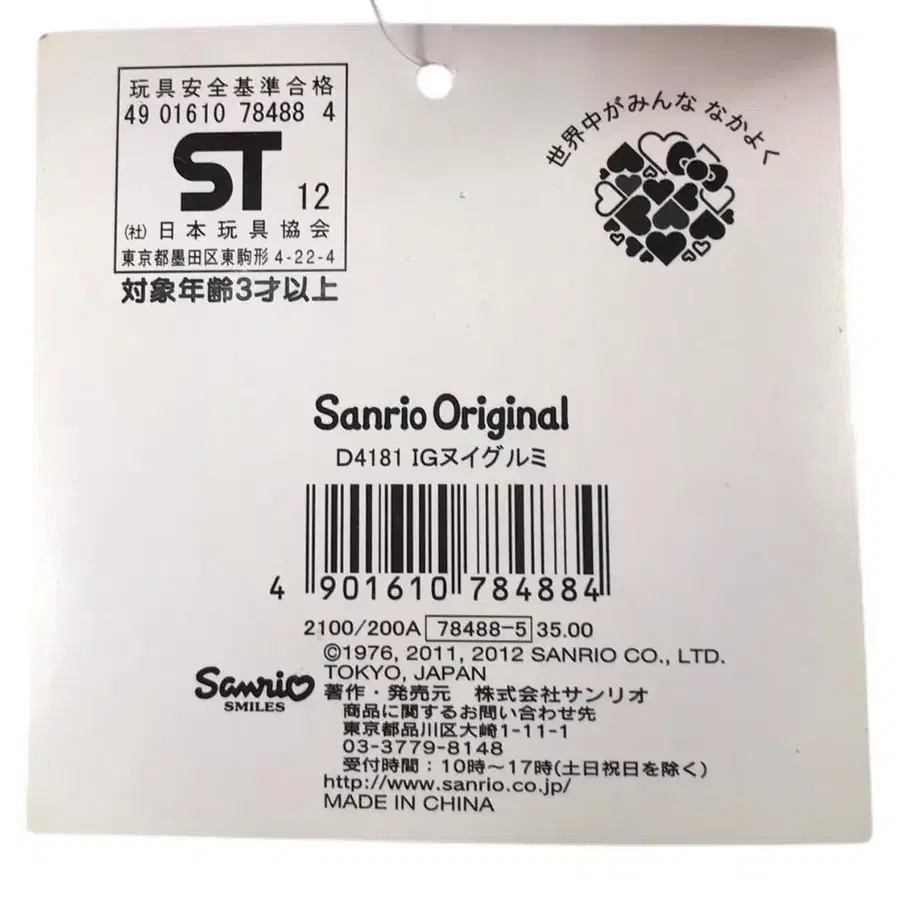 玩具安全基準合格
49 01610 78488 4
ST 12
(社)日本玩具協会
東京都墨田区東駒形4-22-4
対象年齢3才以上
世界中がみんな なかよく
Sanrio Original
D4181 IGヌイグルミ
4 901610 784884
2100/200A 78488-5 35.00
©1976, 2011, 2012 SANRIO CO., LTD.
TOKYO, JAPAN
Sanrio
SMILES
著作・発売元 株式会社サンリオ
商品に関するお問い合わせ先
東京都品川区大崎1-11-1
03-3779-8148
受付時間：10時～17時(土日祝日を除く)
http://www.sanrio.co.jp/
MADE IN CHINA